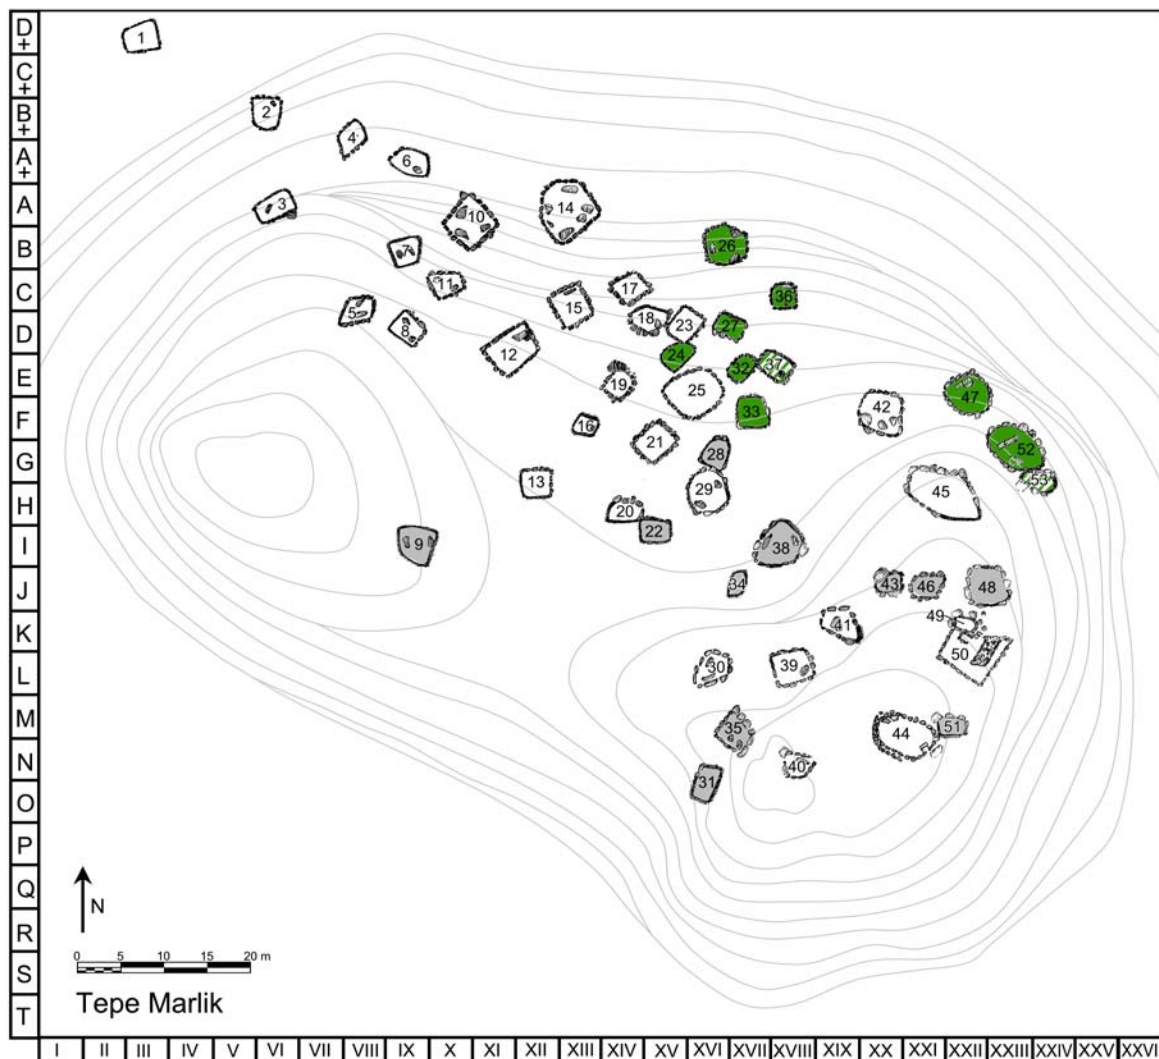 D+
C+
B+
A+
A
B
C
D
E
F
G
H
I
J
K
L
M
N
O
P
Q
R
S
T
1
2
4
6
3
10
14
7
26
11
17
36
5
8
15
18
23
27
12
24
32
37
19
25
47
16
33
42
21
52
28
13
29
45
53
20
22
9
38
34
43
46
48
49
41
50
30
39
35
44
51
40
31
N
0 5 10 15 20 m
Tepe Marlik
I II III IV V VI VII VIII IX X XI XII XIII XIV XV XVI XVII XVIII XIX XX XXI XXII XXIII XXIV XXV XXVI